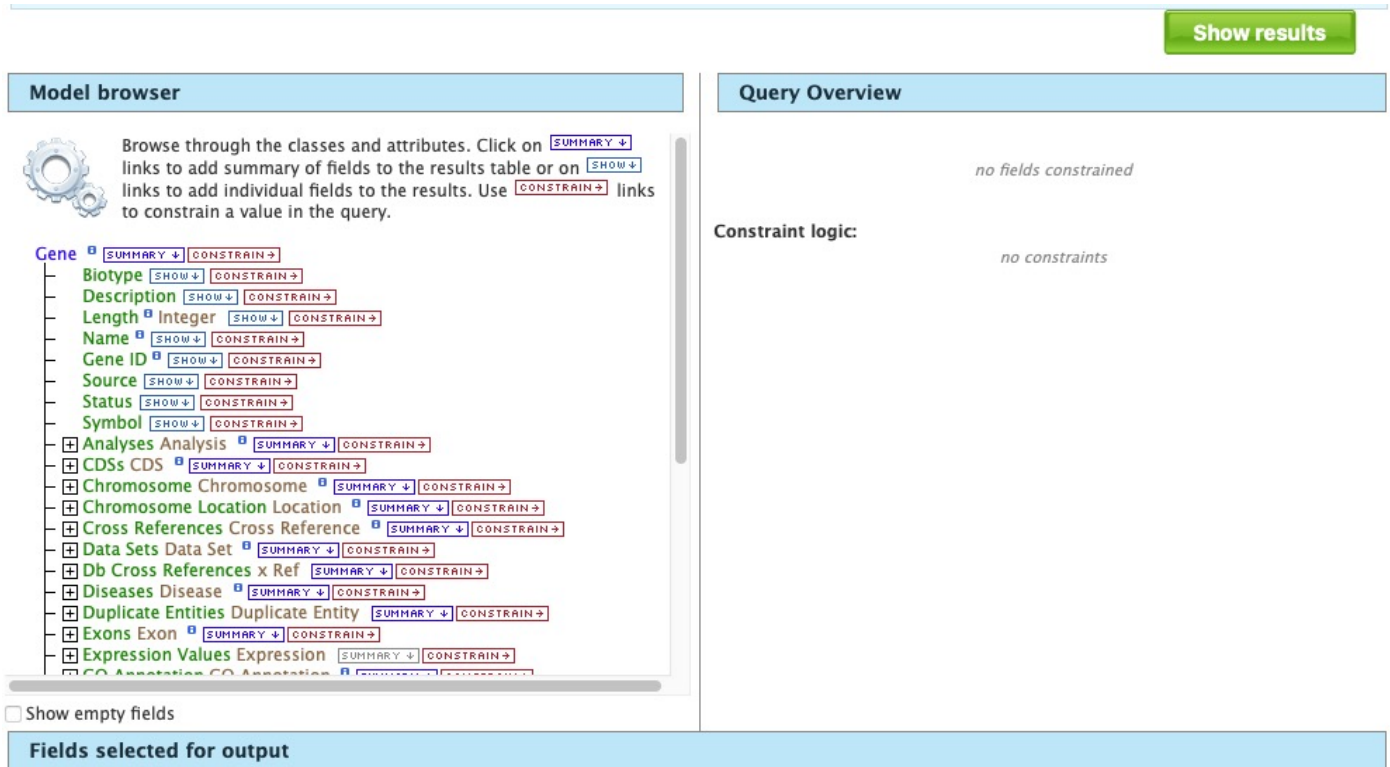 Show results
Model browser
Browse through the classes and attributes. Click on SUMMARY ↓
links to add summary of fields to the results table or on SHOW ↓
links to add individual fields to the results. Use CONSTRAIN → links
to constrain a value in the query.
Gene i SUMMARY ↓ CONSTRAIN →
Biotype SHOW ↓ CONSTRAIN →
Description SHOW ↓ CONSTRAIN →
Length i Integer SHOW ↓ CONSTRAIN →
Name i SHOW ↓ CONSTRAIN →
Gene ID i SHOW ↓ CONSTRAIN →
Source SHOW ↓ CONSTRAIN →
Status SHOW ↓ CONSTRAIN →
Symbol SHOW ↓ CONSTRAIN →
Analyses Analysis i SUMMARY ↓ CONSTRAIN →
CDSs CDS i SUMMARY ↓ CONSTRAIN →
Chromosome Chromosome i SUMMARY ↓ CONSTRAIN →
Chromosome Location Location i SUMMARY ↓ CONSTRAIN →
Cross References Cross Reference i SUMMARY ↓ CONSTRAIN →
Data Sets Data Set i SUMMARY ↓ CONSTRAIN →
Db Cross References x Ref SUMMARY ↓ CONSTRAIN →
Diseases Disease i SUMMARY ↓ CONSTRAIN →
Duplicate Entities Duplicate Entity SUMMARY ↓ CONSTRAIN →
Exons Exon i SUMMARY ↓ CONSTRAIN →
Expression Values Expression SUMMARY ↓ CONSTRAIN →
GO Annotation GO Annotation i
Show empty fields
Query Overview
no fields constrained
Constraint logic:
no constraints
Fields selected for output